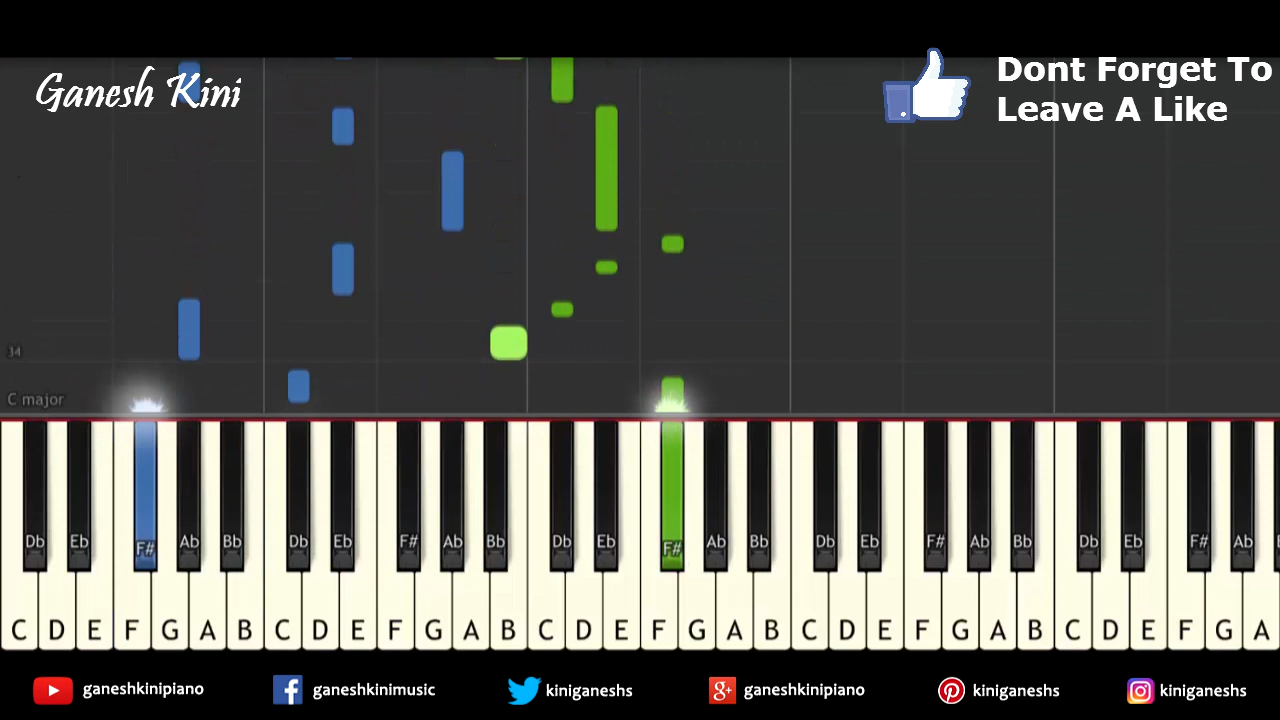 Ganesh Kini
Dont Forget To
Leave A Like
34
C major
Db Eb F# Ab Bb Db Eb F# Ab Bb Db Eb F# Ab Bb Db Eb F# Ab Bb Db Eb F# Ab
C D E F G A B C D E F G A B C D E F G A B C D E F G A B C D E F G A
ganeshkinipiano ganeshkinimusic kiniganeshs g+ ganeshkinipiano kiniganeshs kiniganeshs